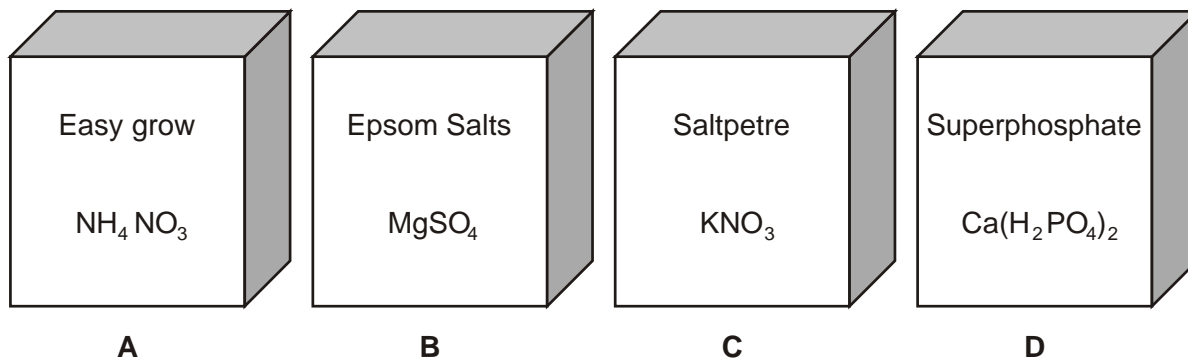 Easy grow
NH₄ NO₃
A
Epsom Salts
MgSO₄
B
Saltpetre
KNO₃
C
Superphosphate
Ca(H₂PO₄)₂
D